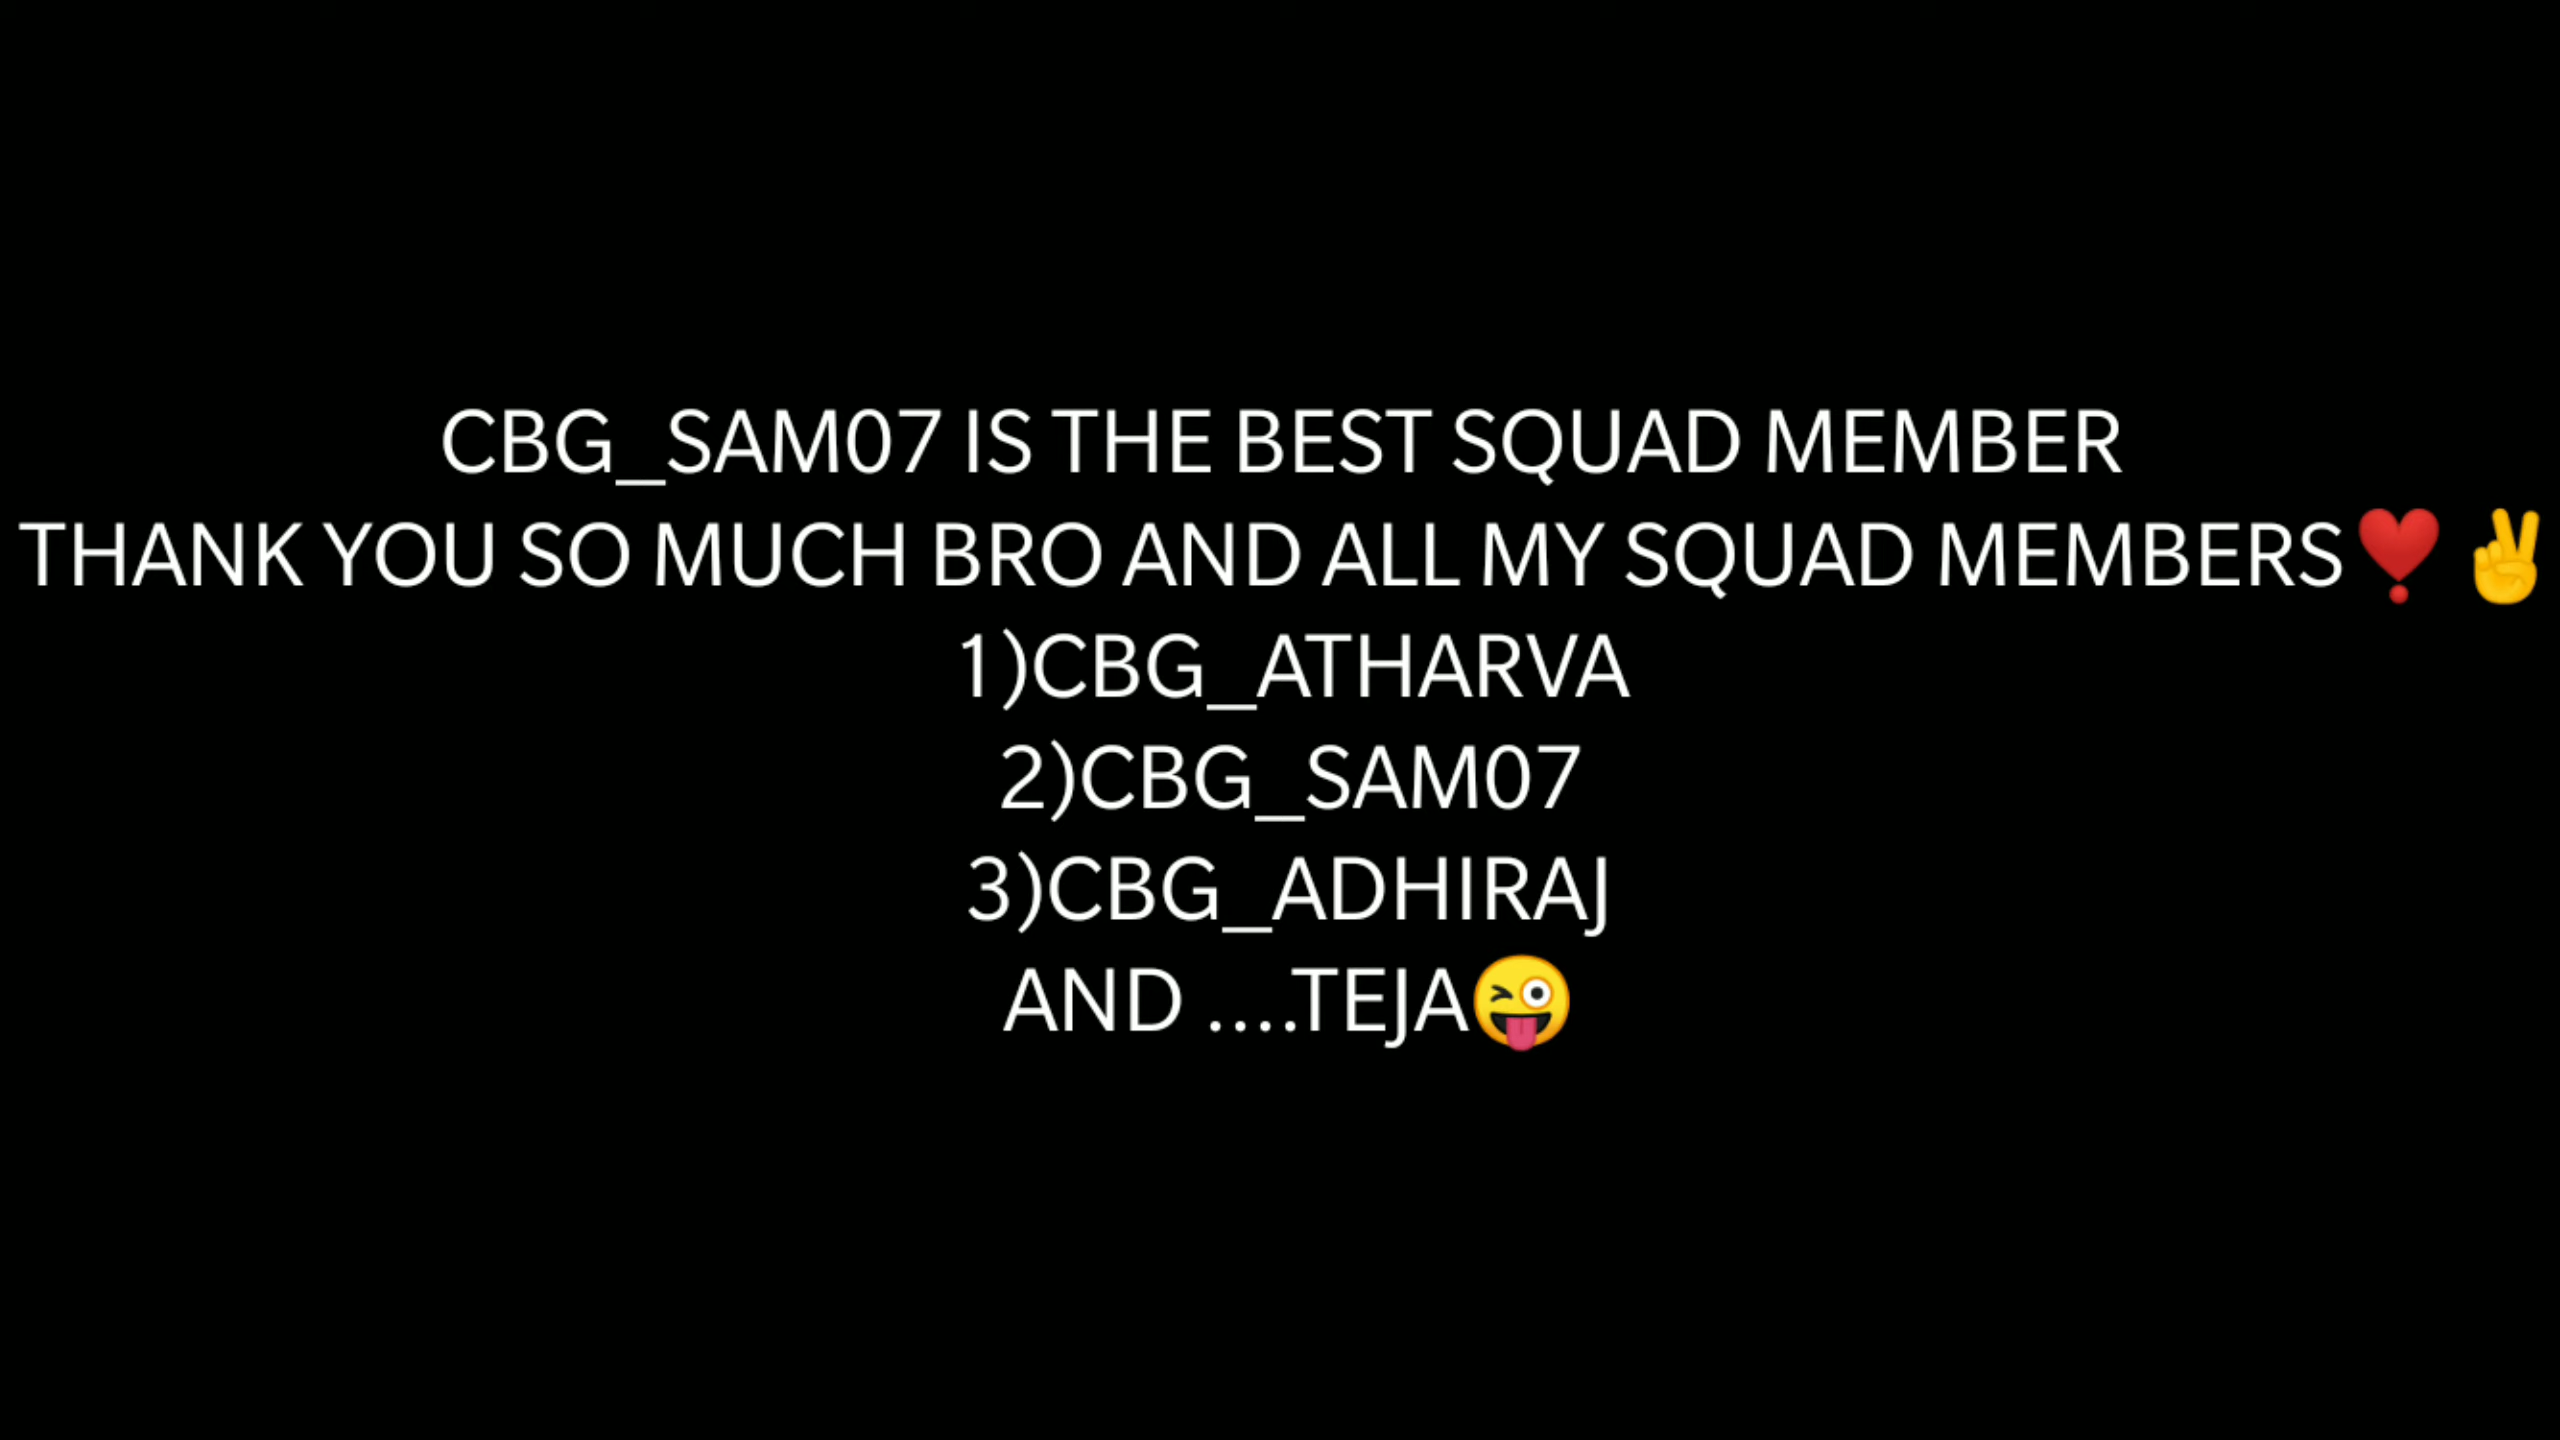 CBG_SAM07 IS THE BEST SQUAD MEMBER
THANK YOU SO MUCH BRO AND ALL MY SQUAD MEMBERS❣️✌️
1)CBG_ATHARVA
2)CBG_SAM07
3)CBG_ADHIRAJ
AND ....TEJA😜